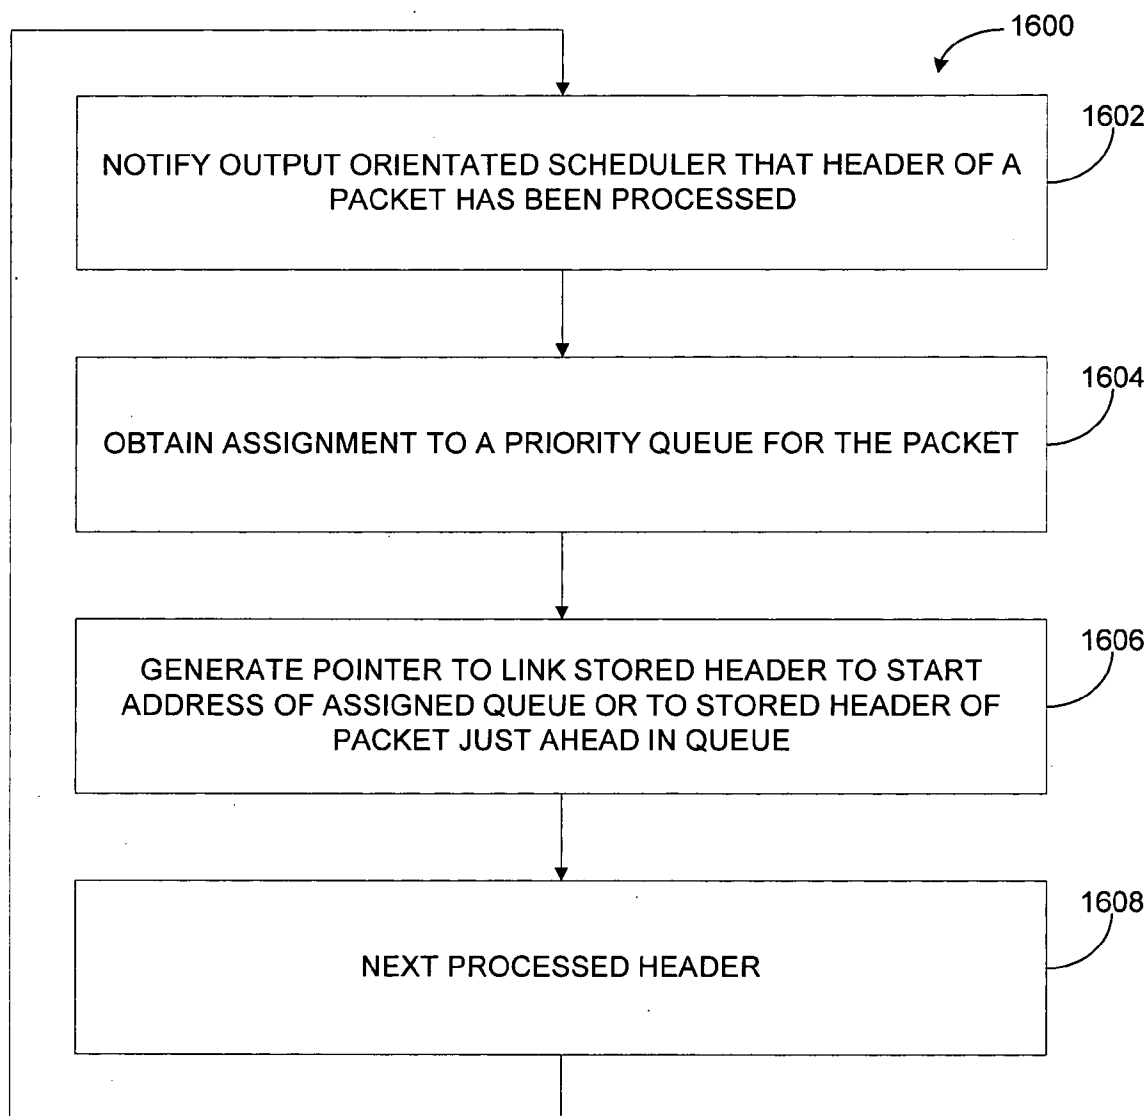 1600
1602
NOTIFY OUTPUT ORIENTATED SCHEDULER THAT HEADER OF A
PACKET HAS BEEN PROCESSED
1604
OBTAIN ASSIGNMENT TO A PRIORITY QUEUE FOR THE PACKET
1606
GENERATE POINTER TO LINK STORED HEADER TO START
ADDRESS OF ASSIGNED QUEUE OR TO STORED HEADER OF
PACKET JUST AHEAD IN QUEUE
1608
NEXT PROCESSED HEADER